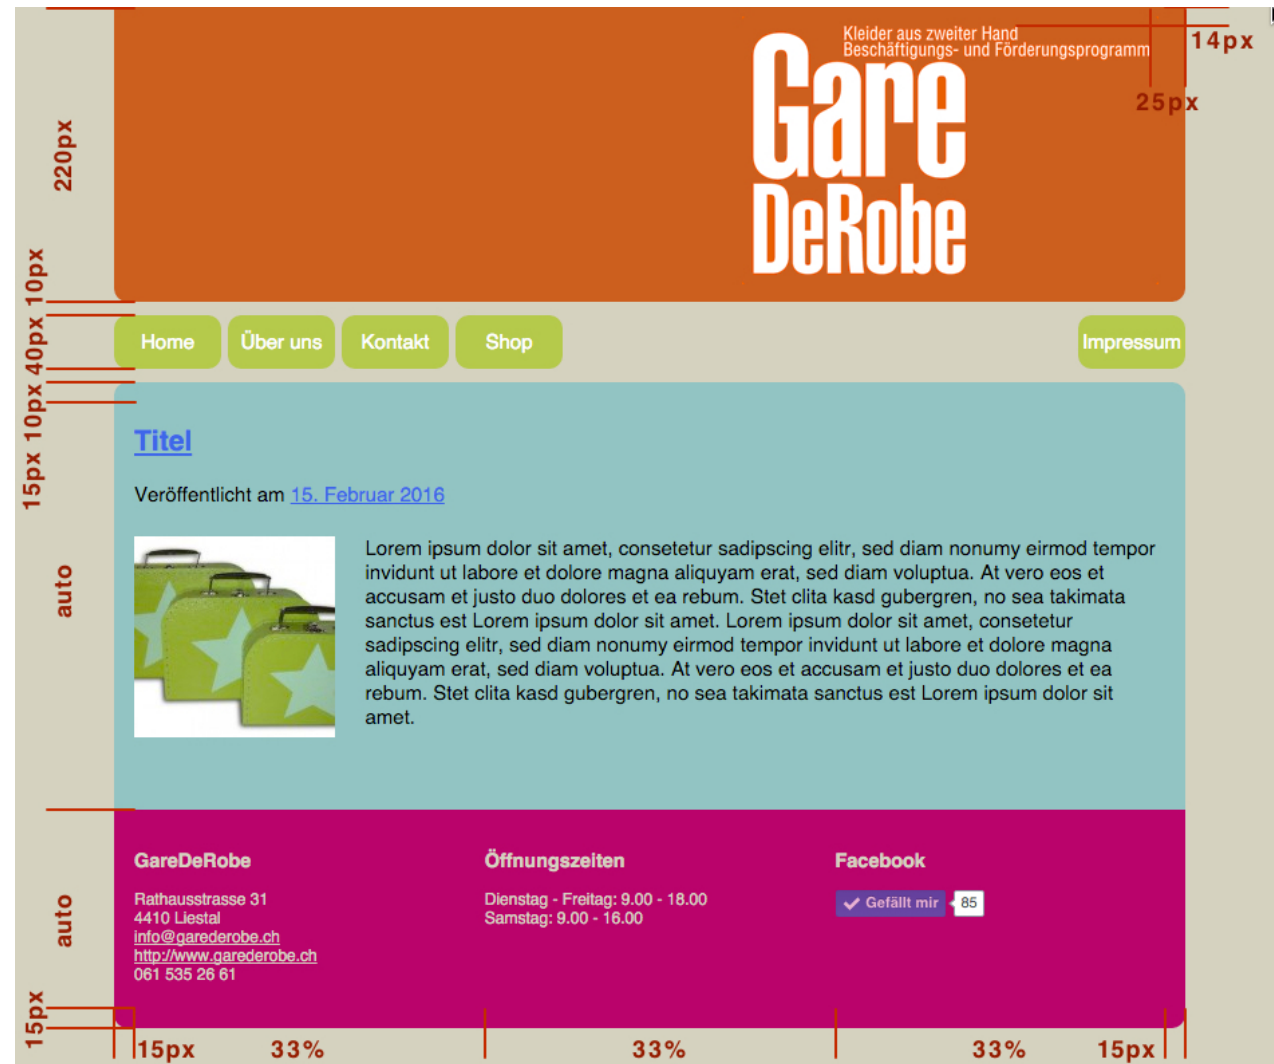 Kleider aus zweiter Hand
Beschäftigungs- und Förderungsprogramm
Gare
DeRobe
14px
25px
220px
10px
40px
10px
15px
Home
Über uns
Kontakt
Shop
Impressum
Titel
Veröffentlicht am 15. Februar 2016
Lorem ipsum dolor sit amet, consetetur sadipscing elitr, sed diam nonumy eirmod tempor
invidunt ut labore et dolore magna aliquyam erat, sed diam voluptua. At vero eos et
accusam et justo duo dolores et ea rebum. Stet clita kasd gubergren, no sea takimata
sanctus est Lorem ipsum dolor sit amet. Lorem ipsum dolor sit amet, consetetur
sadipscing elitr, sed diam nonumy eirmod tempor invidunt ut labore et dolore magna
aliquyam erat, sed diam voluptua. At vero eos et accusam et justo duo dolores et ea
rebum. Stet clita kasd gubergren, no sea takimata sanctus est Lorem ipsum dolor sit
amet.
auto
GareDeRobe
Rathausstrasse 31
4410 Liestal
info@garederobe.ch
http://www.garederobe.ch
061 535 26 61
Öffnungszeiten
Dienstag - Freitag: 9.00 - 18.00
Samstag: 9.00 - 16.00
Facebook
Gefällt mir
85
auto
15px
15px
33%
33%
33%
15px